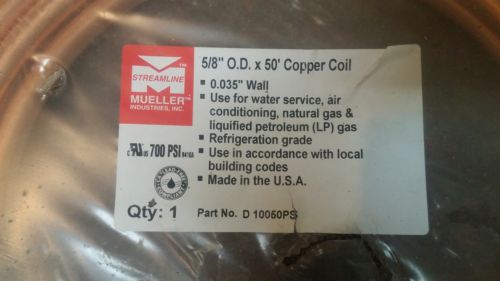 5/8" O.D. x 50' Copper Coil
M
™
STREAMLINE
MUELLER
INDUSTRIES, INC.
▪ 0.035" Wall
▪ Use for water service, air
conditioning, natural gas &
liquified petroleum (LP) gas
▪ Refrigeration grade
▪ Use in accordance with local
building codes
▪ Made in the U.S.A.
700 PSI
Qty: 1
Part No. D 10050PS